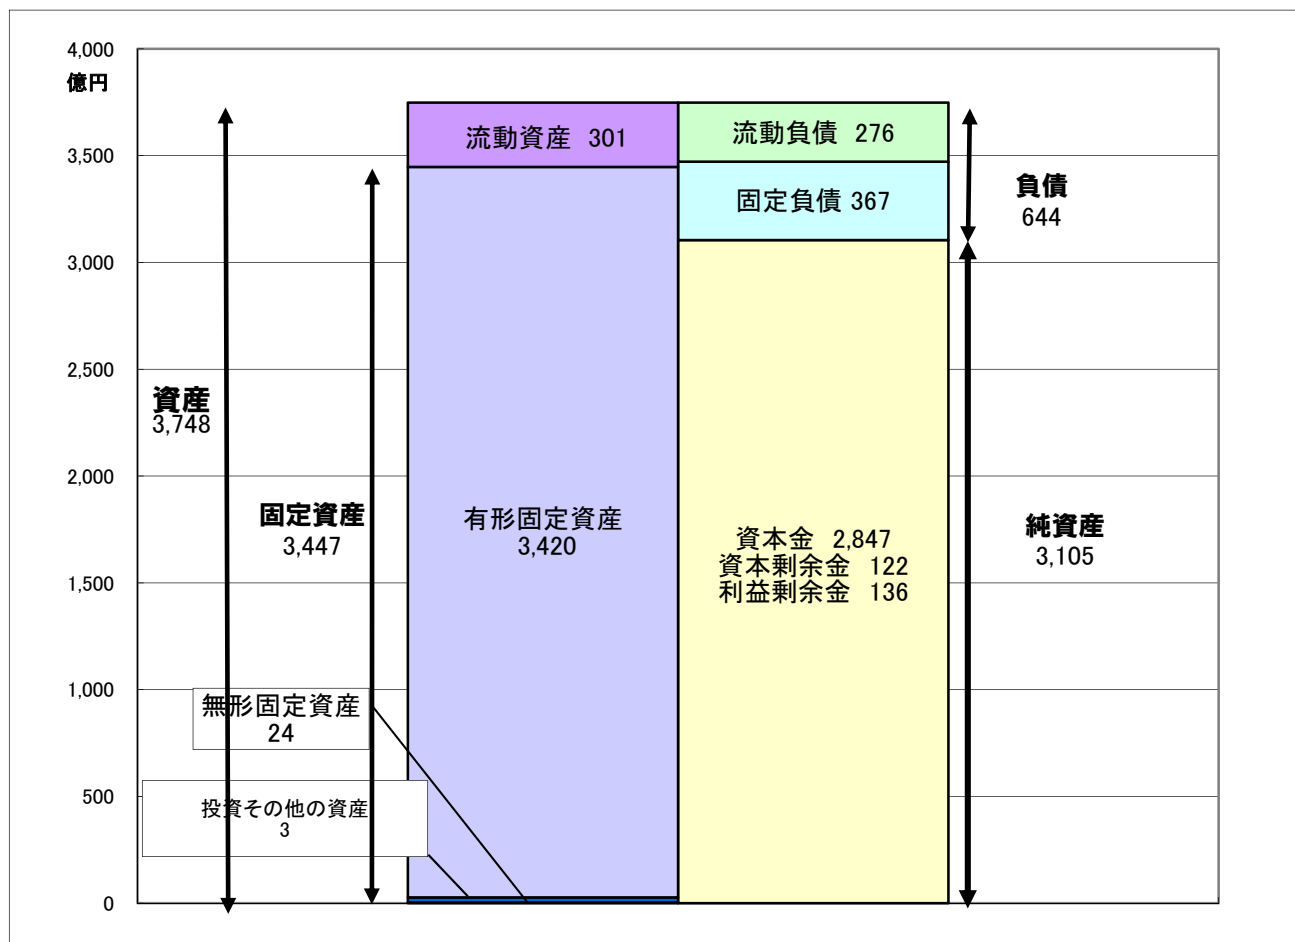 4,000
億円
3,500
3,000
2,500
2,000
1,500
1,000
500
0
資産
3,748
固定資産
3,447
流動資産 301
有形固定資産
3,420
無形固定資産
24
投資その他の資産
3
流動負債 276
固定負債 367
資本金 2,847
資本剰余金 122
利益剰余金 136
負債
644
純資産
3,105